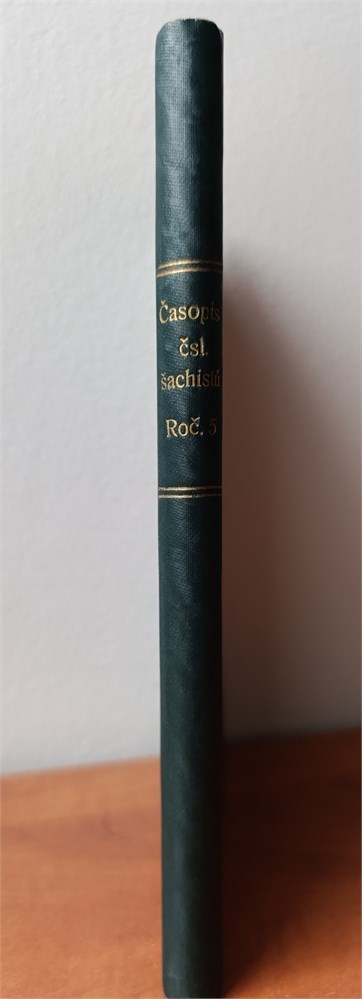 Časopis
čsl.
šachistů
Roč. 5